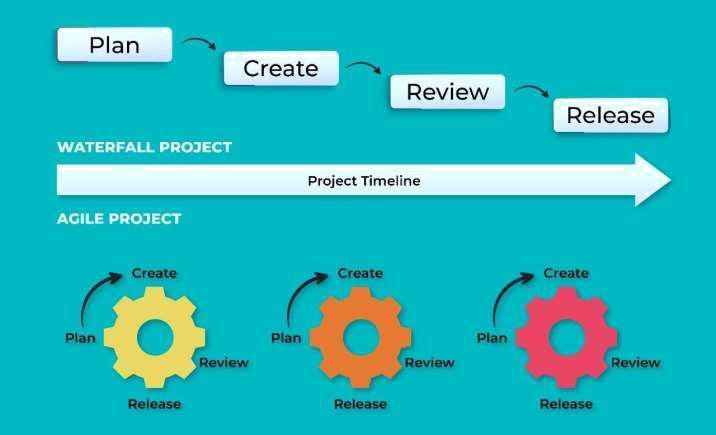 Plan
Create
Review
Release
WATERFALL PROJECT
Project Timeline
AGILE PROJECT
Create
Plan
Review
Release
Create
Plan
Review
Release
Create
Plan
Review
Release